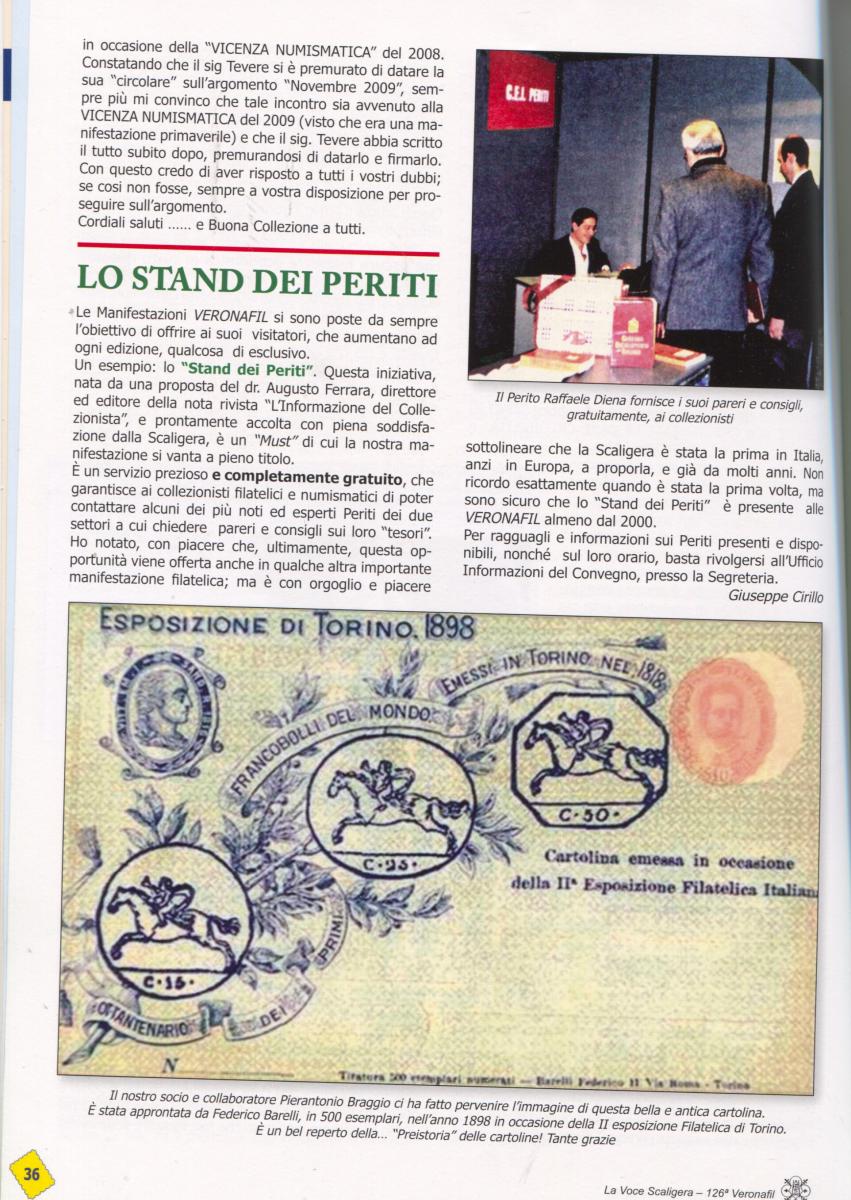 in occasione della “VICENZA NUMISMATICA” del 2008.
Constatando che il sig Tevere si è premurato di datare la
sua “circolare” sull’argomento “Novembre 2009”, sem-
pre più mi convinco che tale incontro sia avvenuto alla
VICENZA NUMISMATICA del 2009 (visto che era una ma-
nifestazione primaverile) e che il sig. Tevere abbia scritto
il tutto subito dopo, premurandosi di datarlo e firmarlo.
Con questo credo di aver risposto a tutti i vostri dubbi;
se cosi non fosse, sempre a vostra disposizione per pro-
seguire sull’argomento.
Cordiali saluti ...... e Buona Collezione a tutti.
LO STAND DEI PERITI
Le Manifestazioni VERONAFIL si sono poste da sempre
l’obiettivo di offrire ai suoi visitatori, che aumentano ad
ogni edizione, qualcosa di esclusivo.
Un esempio: lo “Stand dei Periti”. Questa iniziativa,
nata da una proposta del dr. Augusto Ferrara, direttore
ed editore della nota rivista “L’Informazione del Colle-
zionista”, e prontamente accolta con piena soddisfa-
zione dalla Scaligera, è un “Must” di cui la nostra ma-
nifestazione si vanta a pieno titolo.
È un servizio prezioso e completamente gratuito, che
garantisce ai collezionisti filatelici e numismatici di poter
contattare alcuni dei più noti ed esperti Periti dei due
settori a cui chiedere pareri e consigli sui loro “tesori”.
Ho notato, con piacere che, ultimamente, questa op-
portunità viene offerta anche in qualche altra importante
manifestazione filatelica; ma è con orgoglio e piacere
C.E.I. PERITI
Il Perito Raffaele Diena fornisce i suoi pareri e consigli,
gratuitamente, ai collezionisti
sottolineare che la Scaligera è stata la prima in Italia,
anzi in Europa, a proporla, e già da molti anni. Non
ricordo esattamente quando è stata la prima volta, ma
sono sicuro che lo “Stand dei Periti” è presente alle
VERONAFIL almeno dal 2000.
Per ragguagli e informazioni sui Periti presenti e dispo-
nibili, nonché sul loro orario, basta rivolgersi all’Ufficio
Informazioni del Convegno, presso la Segreteria.
Giuseppe Cirillo
ESPOSIZIONE DI TORINO. 1898
OTTANTENARIO DEI PRIMI
FRANCOBOLLI DEL MONDO
EMESSI IN TORINO NEL 1818
C·15·
C·25·
C·50·
Cartolina emessa in occasione
della IIª Esposizione Filatelica Italian
N
Tiratura 500 esemplari numerati — Barelli Federico 11 Via Roma - Torino
Il nostro socio e collaboratore Pierantonio Braggio ci ha fatto pervenire l’immagine di questa bella e antica cartolina.
È stata approntata da Federico Barelli, in 500 esemplari, nell’anno 1898 in occasione della II esposizione Filatelica di Torino.
È un bel reperto della... “Preistoria” delle cartoline! Tante grazie
36
La Voce Scaligera – 126ª Veronafil